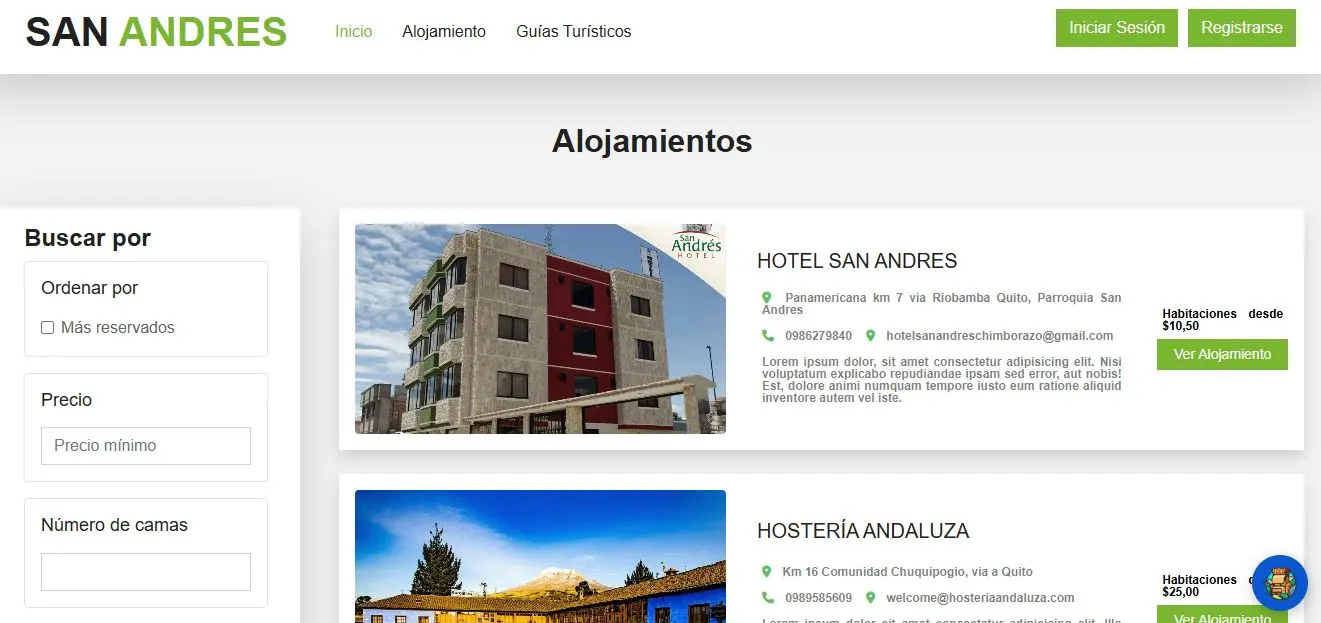 SAN ANDRES
Inicio
Alojamiento
Guías Turísticos
Iniciar Sesión
Registrarse
Alojamientos
Buscar por
Ordenar por
Más reservados
Precio
Precio mínimo
Número de camas
San
Andrés
HOTEL
HOTEL SAN ANDRES
Panamericana km 7 via Riobamba Quito, Parroquia San
Andres
0986279840 hotelsanandreschimborazo@gmail.com
Lorem ipsum dolor, sit amet consectetur adipisicing elit. Nisi
voluptatum explicabo repudiandae ipsam sed error, aut nobis!
Est, dolore animi numquam tempore iusto eum ratione aliquid
inventore autem vel iste.
Habitaciones desde
$10,50
Ver Alojamiento
HOSTERÍA ANDALUZA
Km 16 Comunidad Chuquipogio, via a Quito
0989585609 welcome@hosteriaandaluza.com
Lorem ipsum dolor, sit amet consectetur adipisicing elit. Illo
Habitaciones
$25,00
Ver Alojamiento